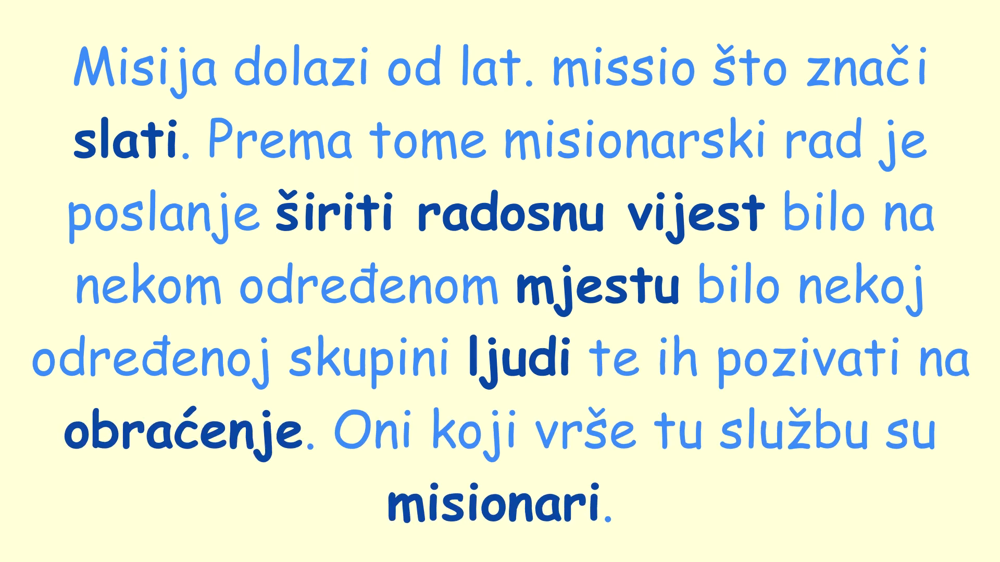 Misija dolazi od lat. missio što znači
slati. Prema tome misionarski rad je
poslanje širiti radosnu vijest bilo na
nekom određenom mjestu bilo nekoj
određenoj skupini ljudi te ih pozivati na
obraćenje. Oni koji vrše tu službu su
misionari.